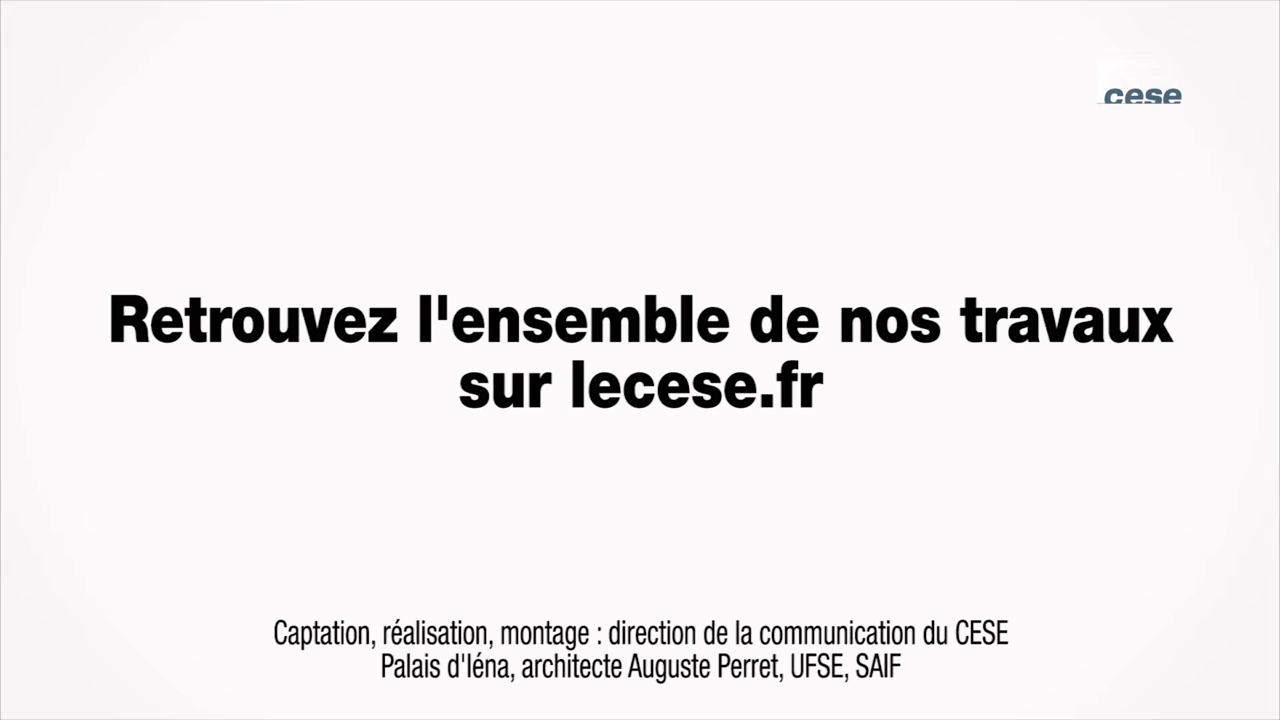 cese
Retrouvez l'ensemble de nos travaux
sur lecese.fr
Captation, réalisation, montage : direction de la communication du CESE
Palais d'Iéna, architecte Auguste Perret, UFSE, SAIF